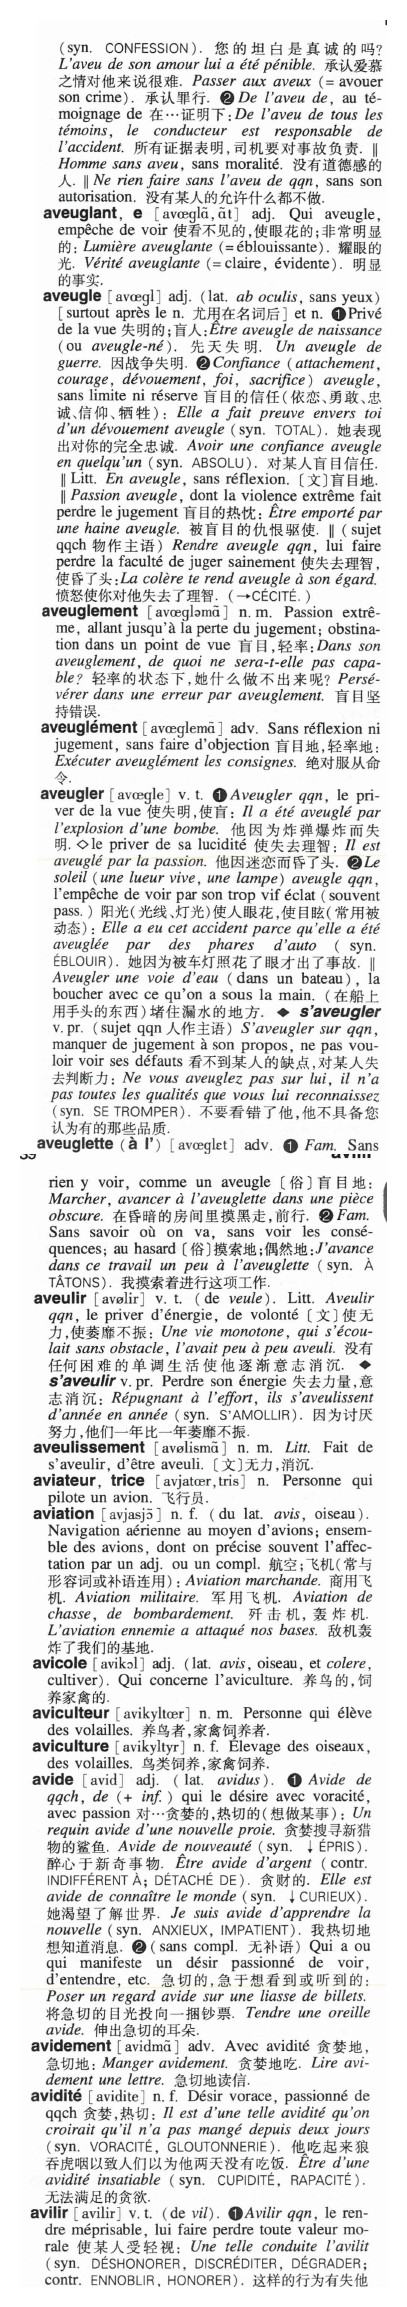 (syn. CONFESSION). 您的坦白是真诚的吗?
L'aveu de son amour lui a été pénible. 承认爱慕
之情对他来说很难. Passer aux aveux (= avouer
son crime). 承认罪行. ❷ De l'aveu de, au té-
moignage de 在…证明下: De l'aveu de tous les
témoins, le conducteur est responsable de
l'accident. 所有证据表明,司机要对事故负责. ‖
Homme sans aveu, sans moralité. 没有道德感的
人. ‖ Ne rien faire sans l'aveu de qqn, sans son
autorisation. 没有某人的允许什么都不做.
aveuglant, e [avœglɑ̃, ɑ̃t] adj. Qui aveugle,
empêche de voir 使看不见的,使眼花的;非常明显
的: Lumière aveuglante (= éblouissante). 耀眼的
光. Vérité aveuglante (= claire, évidente). 明显
的事实.
aveugle [avœgl] adj. (lat. ab oculis, sans yeux)
[surtout après le n. 尤用在名词后] et n. ❶ Privé
de la vue 失明的;盲人: Être aveugle de naissance
(ou aveugle-né). 先天失明. Un aveugle de
guerre. 因战争失明. ❷ Confiance (attachement,
courage, dévouement, foi, sacrifice) aveugle,
sans limite ni réserve 盲目的信任(依恋、勇敢、忠
诚、信仰、牺牲): Elle a fait preuve envers toi
d'un dévouement aveugle (syn. TOTAL). 她表现
出对你的完全忠诚. Avoir une confiance aveugle
en quelqu'un (syn. ABSOLU). 对某人盲目信任.
‖ Litt. En aveugle, sans réflexion. [文]盲目地.
‖ Passion aveugle, dont la violence extrême fait
perdre le jugement 盲目的热忱: Être emporté par
une haine aveugle. 被盲目的仇恨驱使. ‖ (sujet
qqch 物作主语) Rendre aveugle qqn, lui faire
perdre la faculté de juger sainement 使失去理智,
使昏了头: La colère te rend aveugle à son égard.
愤怒使你对他失去了理智. (→CÉCITÉ.)
aveuglement [avœgləmɑ̃] n. m. Passion extrê-
me, allant jusqu'à la perte du jugement; obstina-
tion dans un point de vue 盲目,轻率: Dans son
aveuglement, de quoi ne sera-t-elle pas capa-
ble? 轻率的状态下,她什么做不出来呢? Persé-
vérer dans une erreur par aveuglement. 盲目坚
持错误.
aveuglément [avœglemɑ̃] adv. Sans réflexion ni
jugement, sans faire d'objection 盲目地,轻率地:
Exécuter aveuglément les consignes. 绝对服从命
令.
aveugler [avœgle] v. t. ❶ Aveugler qqn, le pri-
ver de la vue 使失明,使盲: Il a été aveuglé par
l'explosion d'une bombe. 他因为炸弹爆炸而失
明. ◇le priver de sa lucidité 使失去理智: Il est
aveuglé par la passion. 他因迷恋而昏了头. ❷ Le
soleil (une lueur vive, une lampe) aveugle qqn,
l'empêche de voir par son trop vif éclat (souvent
pass.) 阳光(光线、灯光)使人眼花,使目眩(常用被
动态): Elle a eu cet accident parce qu'elle a été
aveuglée par des phares d'auto (syn.
ÉBLOUIR). 她因为被车灯照花了眼才出了事故. ‖
Aveugler une voie d'eau (dans un bateau), la
boucher avec ce qu'on a sous la main. (在船上
用手头的东西)堵住漏水的地方. ◆ s'aveugler
v. pr. (sujet qqn 人作主语) S'aveugler sur qqn,
manquer de jugement à son propos, ne pas vou-
loir voir ses défauts 看不到某人的缺点,对某人失
去判断力: Ne vous aveuglez pas sur lui, il n'a
pas toutes les qualités que vous lui reconnaissez
(syn. SE TROMPER). 不要看错了他,他不具备您
认为有的那些品质.
aveuglette (à l') [avœglɛt] adv. ❶ Fam. Sans
rien y voir, comme un aveugle [俗]盲目地:
Marcher, avancer à l'aveuglette dans une pièce
obscure. 在昏暗的房间里摸黑走,前行. ❷ Fam.
Sans savoir où on va, sans voir les consé-
quences; au hasard [俗]摸索地;偶然地: J'avance
dans ce travail un peu à l'aveuglette (syn. À
TÂTONS). 我摸索着进行这项工作.
aveulir [avølir] v. t. (de veule). Litt. Aveulir
qqn, le priver d'énergie, de volonté [文]使无
力,使萎靡不振: Une vie monotone, qui s'écou-
lait sans obstacle, l'avait peu à peu aveuli. 没有
任何困难的单调生活使他逐渐意志消沉. ◆
s'aveulir v. pr. Perdre son énergie 失去力量,意
志消沉: Répugnant à l'effort, ils s'aveulissent
d'année en année (syn. S'AMOLLIR). 因为讨厌
努力,他们一年比一年萎靡不振.
aveulissement [avølismɑ̃] n. m. Litt. Fait de
s'aveulir, d'être aveuli. [文]无力,消沉.
aviateur, trice [avjatœr, tris] n. Personne qui
pilote un avion. 飞行员.
aviation [avjasjɔ̃] n. f. (du lat. avis, oiseau).
Navigation aérienne au moyen d'avions; ensem-
ble des avions, dont on précise souvent l'affec-
tation par un adj. ou un compl. 航空;飞机(常与
形容词或补语连用): Aviation marchande. 商用飞
机. Aviation militaire. 军用飞机. Aviation de
chasse, de bombardement. 歼击机,轰炸机.
L'aviation ennemie a attaqué nos bases. 敌机轰
炸了我们的基地.
avicole [avikɔl] adj. (lat. avis, oiseau, et colere,
cultiver). Qui concerne l'aviculture. 养鸟的,饲
养家禽的.
aviculteur [avikyltœr] n. m. Personne qui élève
des volailles. 养鸟者,家禽饲养者.
aviculture [avikyltyr] n. f. Élevage des oiseaux,
des volailles. 鸟类饲养,家禽饲养.
avide [avid] adj. (lat. avidus). ❶ Avide de
qqch, de (+ inf.) qui le désire avec voracité,
avec passion 对…贪婪的,热切的(想做某事): Un
requin avide d'une nouvelle proie. 贪婪搜寻新猎
物的鲨鱼. Avide de nouveauté (syn. ↓ÉPRIS).
醉心于新奇事物. Être avide d'argent (contr.
INDIFFÉRENT À; DÉTACHÉ DE). 贪财的. Elle est
avide de connaître le monde (syn. ↓CURIEUX).
她渴望了解世界. Je suis avide d'apprendre la
nouvelle (syn. ANXIEUX, IMPATIENT). 我热切地
想知道消息. ❷ (sans compl. 无补语) Qui a ou
qui manifeste un désir passionné de voir,
d'entendre, etc. 急切的,急于想看到或听到的:
Poser un regard avide sur une liasse de billets.
将急切的目光投向一捆钞票. Tendre une oreille
avide. 伸出急切的耳朵.
avidement [avidmɑ̃] adv. Avec avidité 贪婪地,
急切地: Manger avidement. 贪婪地吃. Lire avi-
dement une lettre. 急切地读信.
avidité [avidite] n. f. Désir vorace, passionné de
qqch 贪婪,热切: Il est d'une telle avidité qu'on
croirait qu'il n'a pas mangé depuis deux jours
(syn. VORACITÉ, GLOUTONNERIE). 他吃起来狼
吞虎咽以致人们以为他两天没有吃饭. Être d'une
avidité insatiable (syn. CUPIDITÉ, RAPACITÉ).
无法满足的贪欲.
avilir [avilir] v. t. (de vil). ❶ Avilir qqn, le ren-
dre méprisable, lui faire perdre toute valeur mo-
rale 使某人受轻视: Une telle conduite l'avilit
(syn. DÉSHONORER, DISCRÉDITER, DÉGRADER;
contr. ENNOBLIR, HONORER). 这样的行为有失他